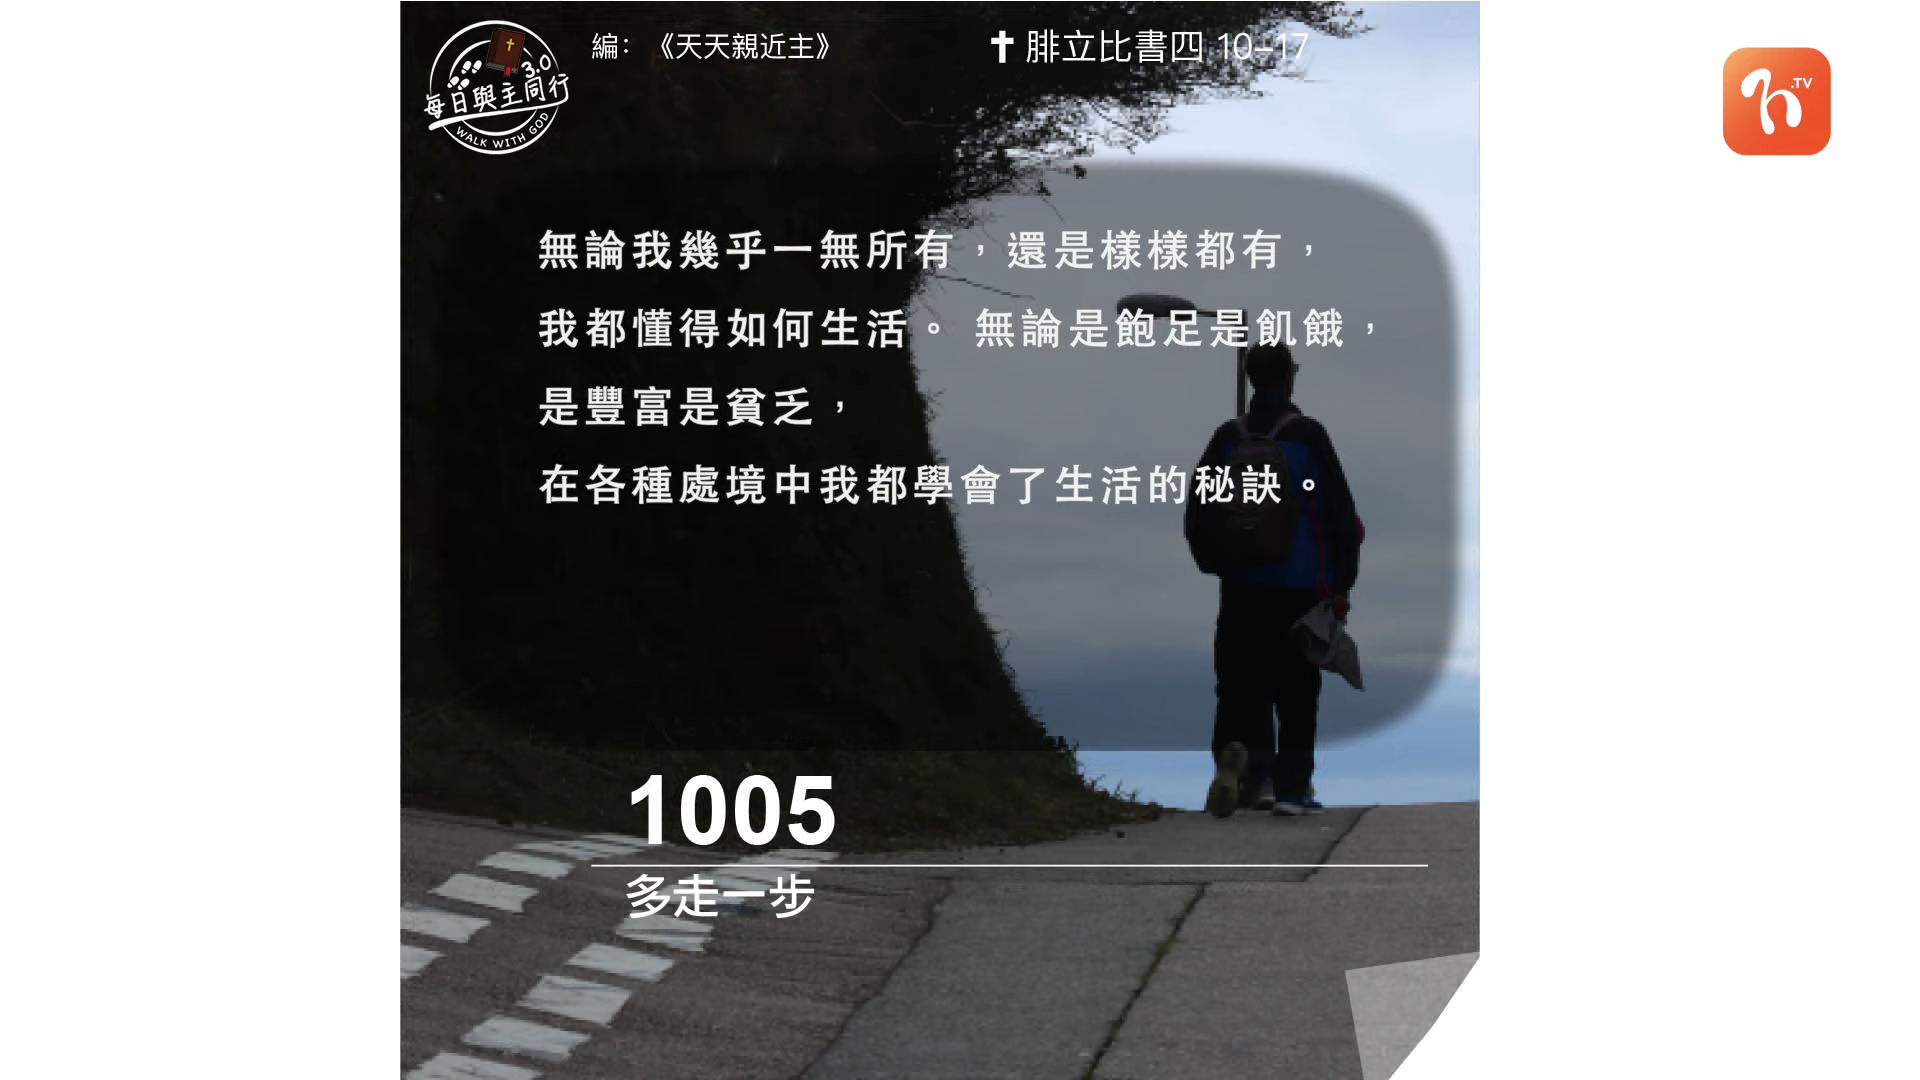 3.0
每日與主同行
WALK WITH GOD
編：《天天親近主》
✝腓立比書四 10–17
.TV
無論我幾乎一無所有，還是樣樣都有，
我都懂得如何生活。 無論是飽足是飢餓，
是豐富是貧乏，
在各種處境中我都學會了生活的秘訣。
1005
多走一步